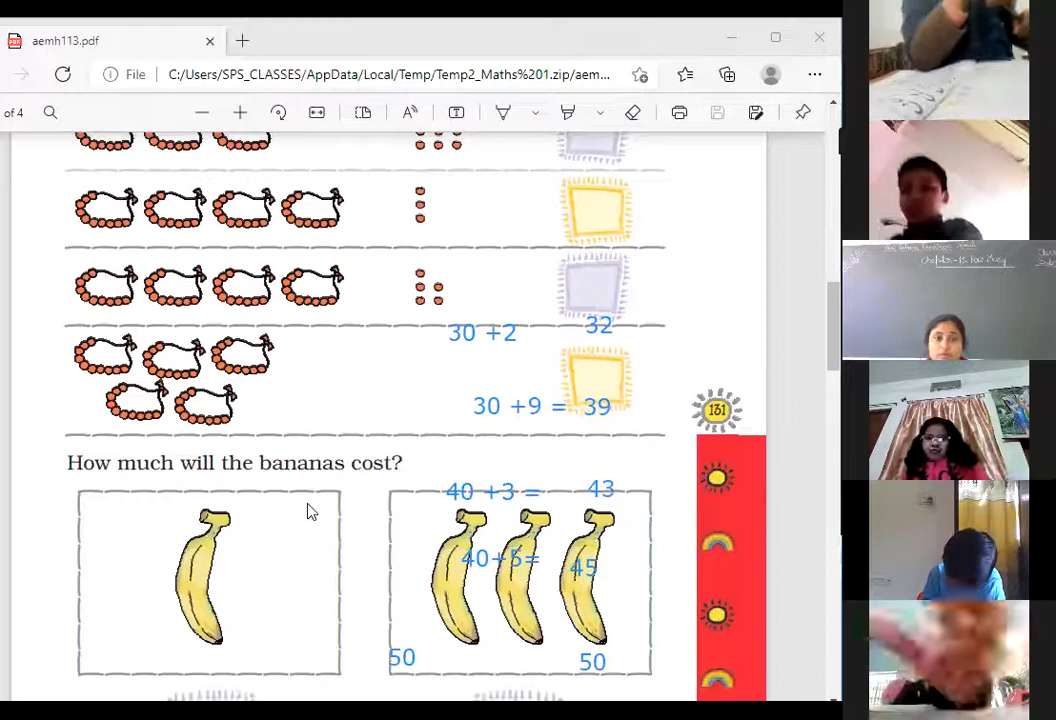 aemh113.pdf
File C:/Users/SPS_CLASSES/AppData/Local/Temp/Temp2_Maths%201.zip/aem...
of 4
30 +2 32
30 +9 = 39
131
How much will the bananas cost?
40 +3 = 43
40+5= 45
50 50